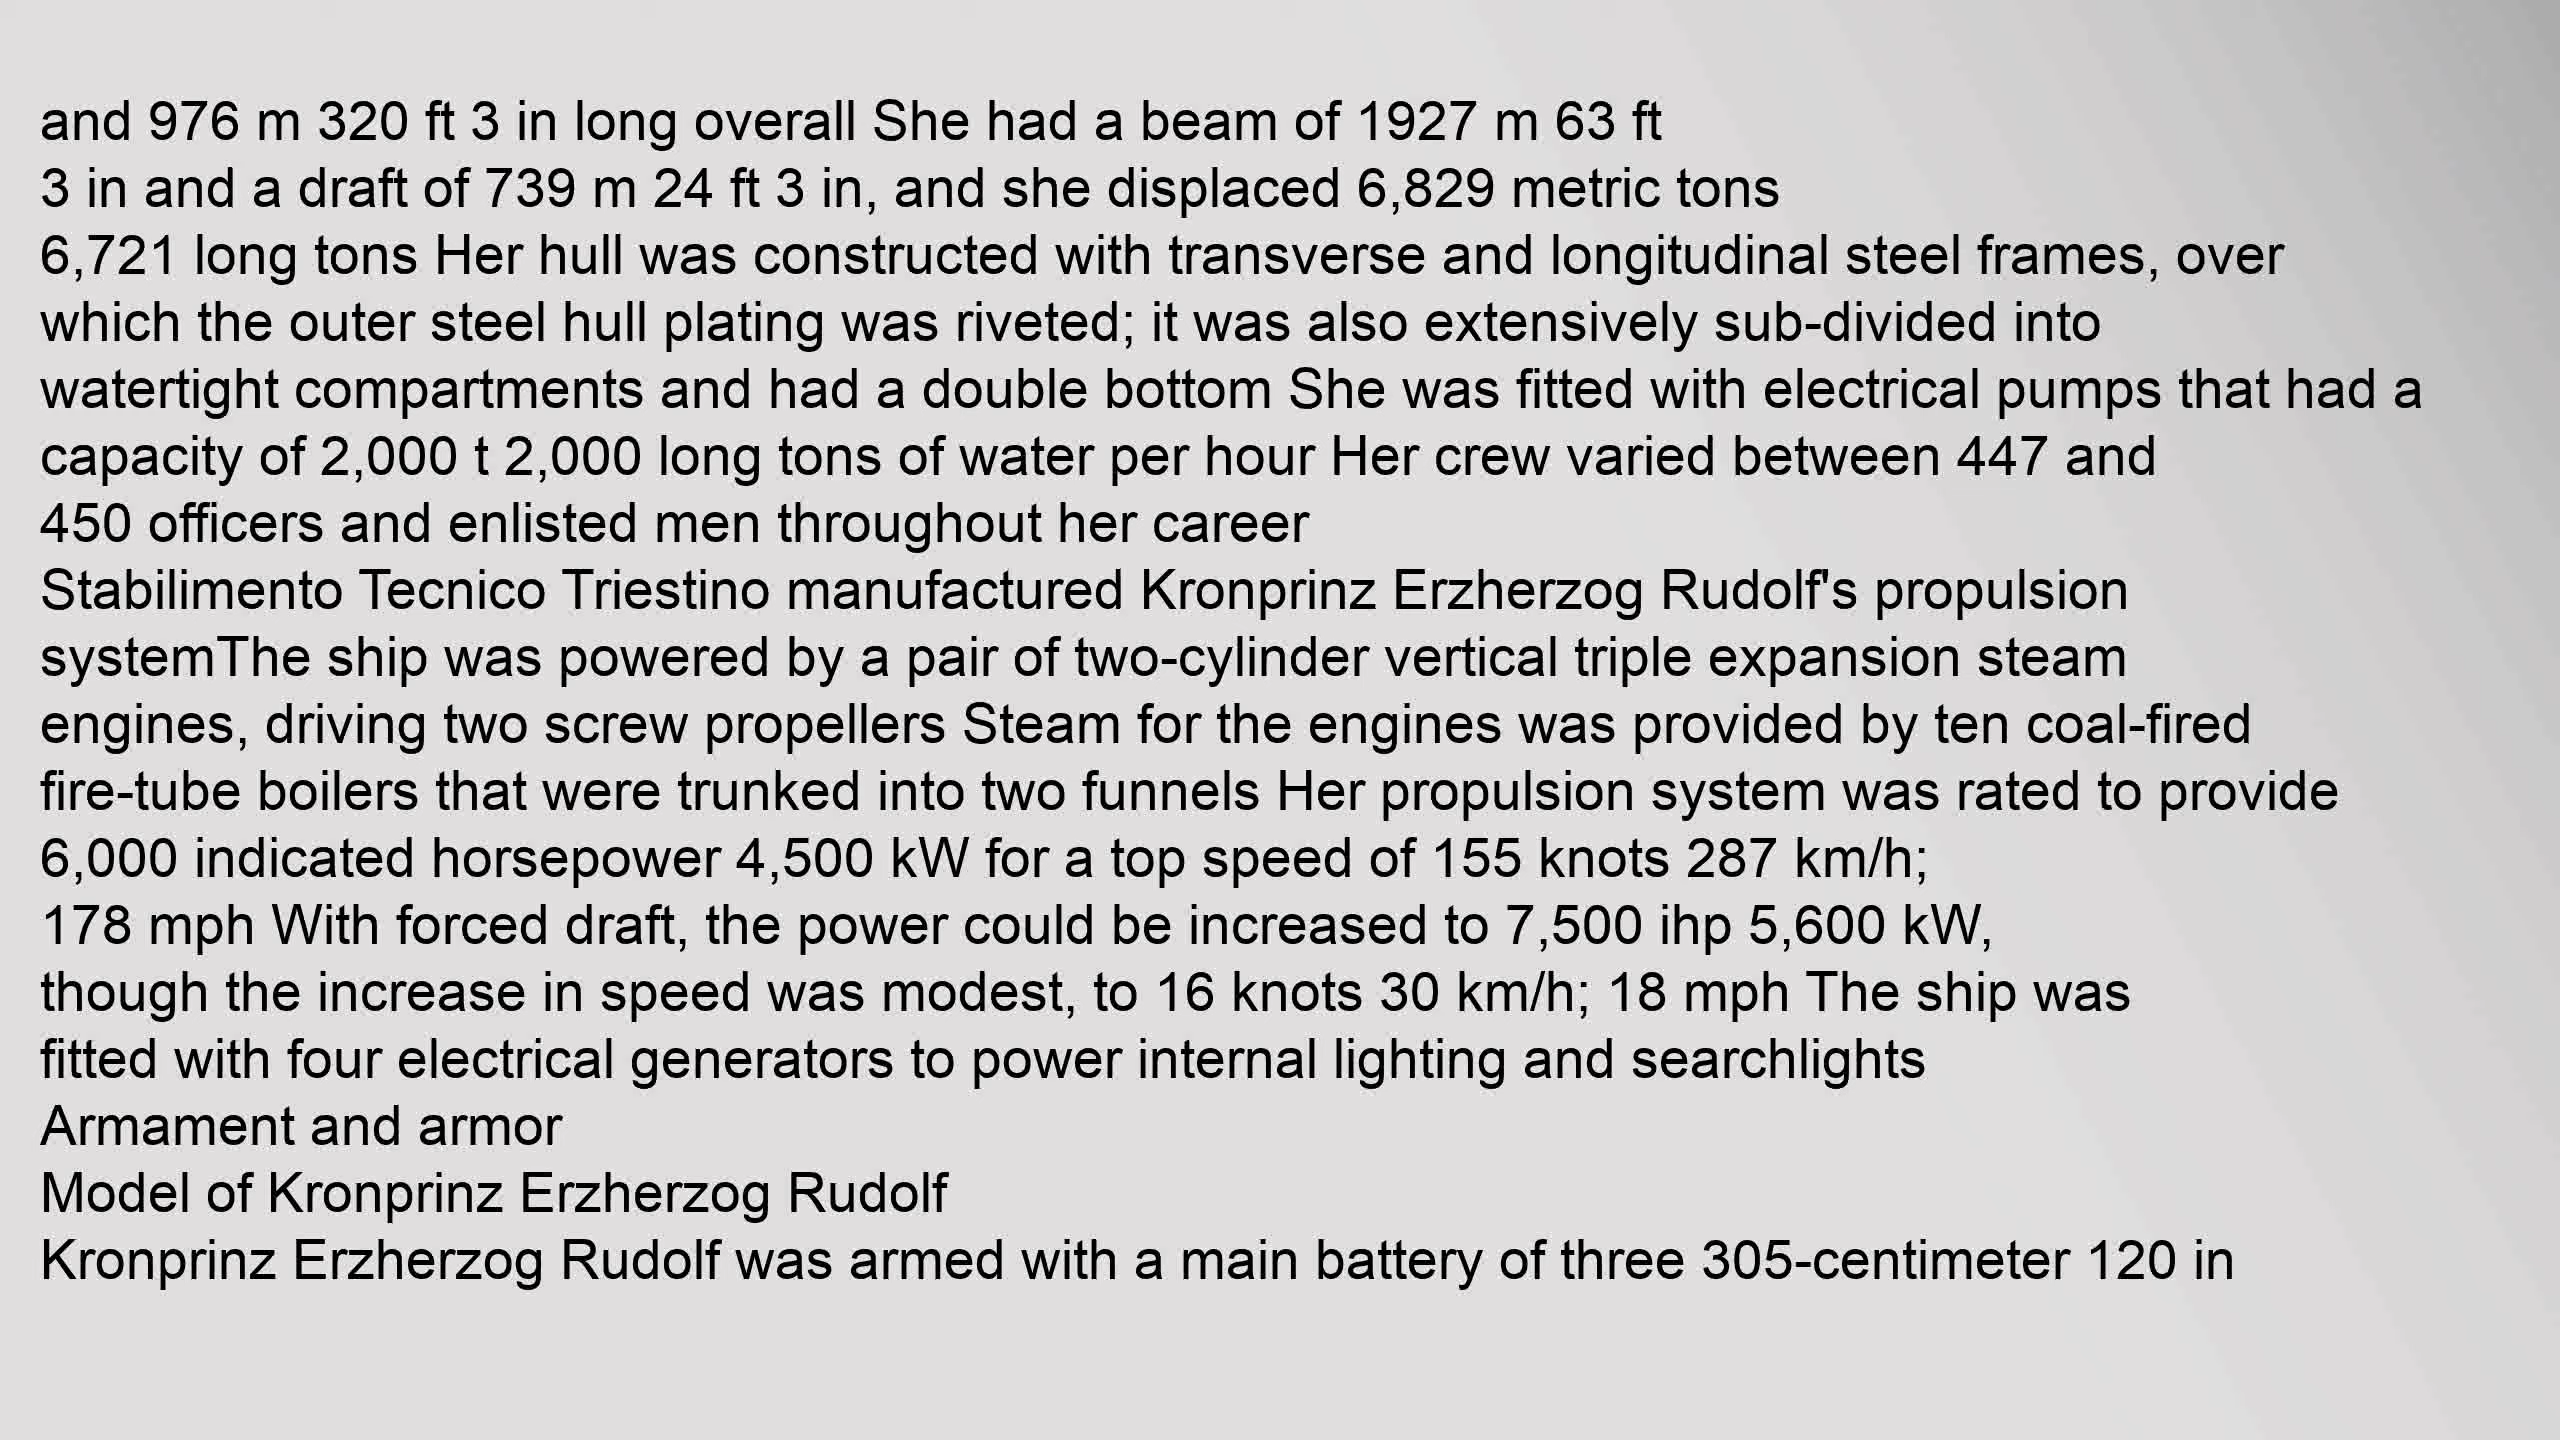 and 976 m 320 ft 3 in long overall She had a beam of 1927 m 63 ft
3 in and a draft of 739 m 24 ft 3 in, and she displaced 6,829 metric tons
6,721 long tons Her hull was constructed with transverse and longitudinal steel frames, over
which the outer steel hull plating was riveted; it was also extensively sub-divided into
watertight compartments and had a double bottom She was fitted with electrical pumps that had a
capacity of 2,000 t 2,000 long tons of water per hour Her crew varied between 447 and
450 officers and enlisted men throughout her career
Stabilimento Tecnico Triestino manufactured Kronprinz Erzherzog Rudolf's propulsion
systemThe ship was powered by a pair of two-cylinder vertical triple expansion steam
engines, driving two screw propellers Steam for the engines was provided by ten coal-fired
fire-tube boilers that were trunked into two funnels Her propulsion system was rated to provide
6,000 indicated horsepower 4,500 kW for a top speed of 155 knots 287 km/h;
178 mph With forced draft, the power could be increased to 7,500 ihp 5,600 kW,
though the increase in speed was modest, to 16 knots 30 km/h; 18 mph The ship was
fitted with four electrical generators to power internal lighting and searchlights
Armament and armor
Model of Kronprinz Erzherzog Rudolf
Kronprinz Erzherzog Rudolf was armed with a main battery of three 305-centimeter 120 in